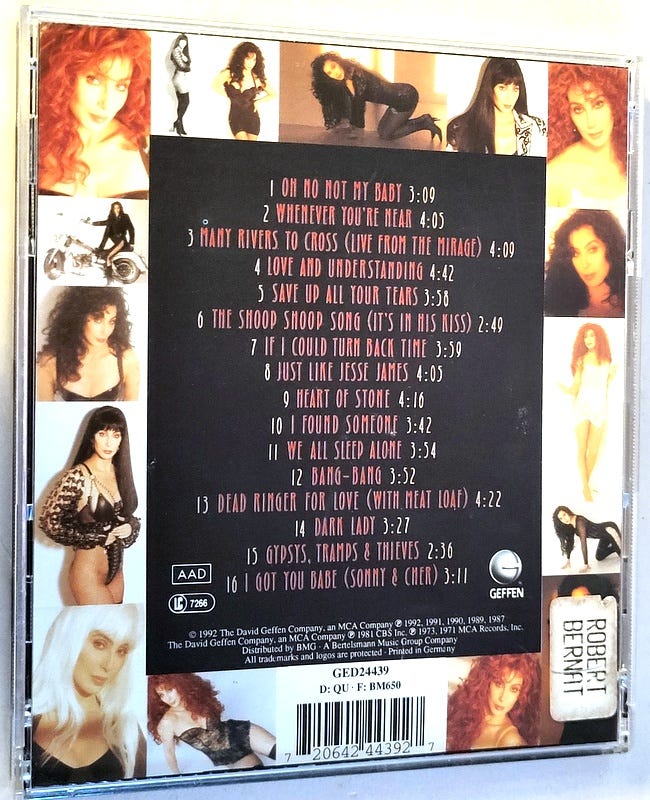 1 OH NO NOT MY BABY 3:09
2 WHENEVER YOU'RE NEAR 4:05
3 MANY RIVERS TO CROSS (LIVE FROM THE MIRAGE) 4:09
4 LOVE AND UNDERSTANDING 4:42
5 SAVE UP ALL YOUR TEARS 3:58
6 THE SHOOP SHOOP SONG (IT'S IN HIS KISS) 2:49
7 IF I COULD TURN BACK TIME 3:59
8 JUST LIKE JESSE JAMES 4:05
9 HEART OF STONE 4:16
10 I FOUND SOMEONE 3:42
11 WE ALL SLEEP ALONE 3:54
12 BANG-BANG 3:52
13 DEAD RINGER FOR LOVE (WITH MEAT LOAF) 4:22
14 DARK LADY 3:27
15 GYPSYS, TRAMPS & THIEVES 2:36
16 I GOT YOU BABE (SONNY & CHER) 3:11
AAD
LC 7266
G
GEFFEN
© 1992 The David Geffen Company, an MCA Company ℗ 1992, 1991, 1990, 1989, 1987
The David Geffen Company, an MCA Company ℗ 1981 CBS Inc. ℗ 1973, 1971 MCA Records, Inc.
Distributed by BMG · A Bertelsmann Music Group Company
All trademarks and logos are protected · Printed in Germany
GED24439
D: QU · F: BM650
7 20642 44392 7
ROBERT
BERNAT